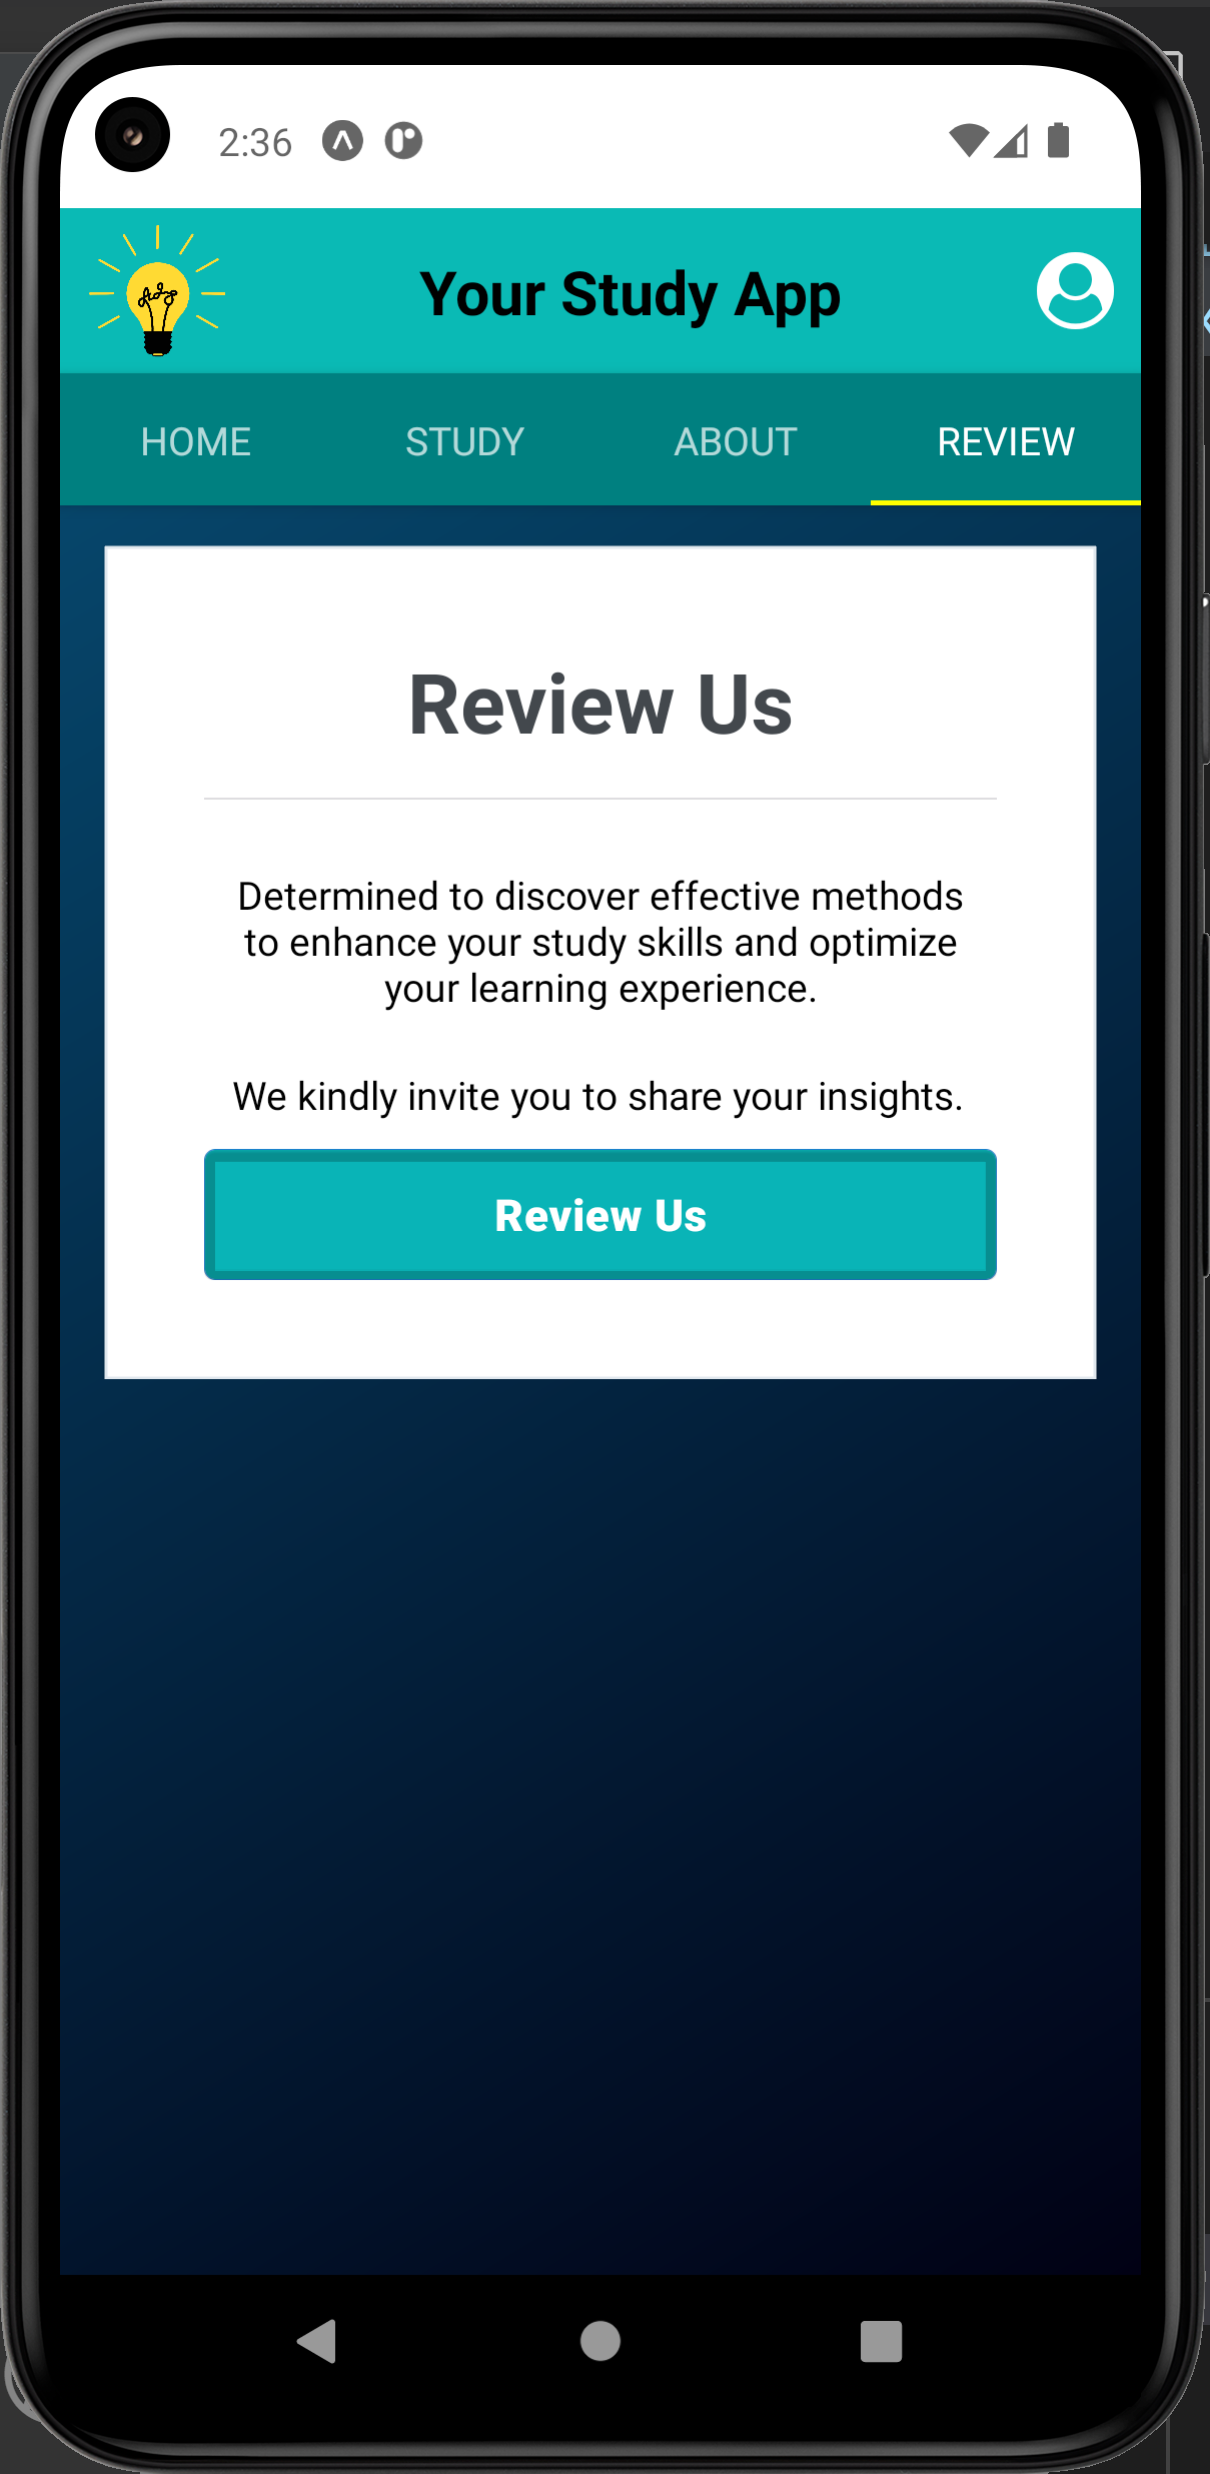 2:36
Your Study App
HOME STUDY ABOUT REVIEW
Review Us
Determined to discover effective methods
to enhance your study skills and optimize
your learning experience.
We kindly invite you to share your insights.
Review Us